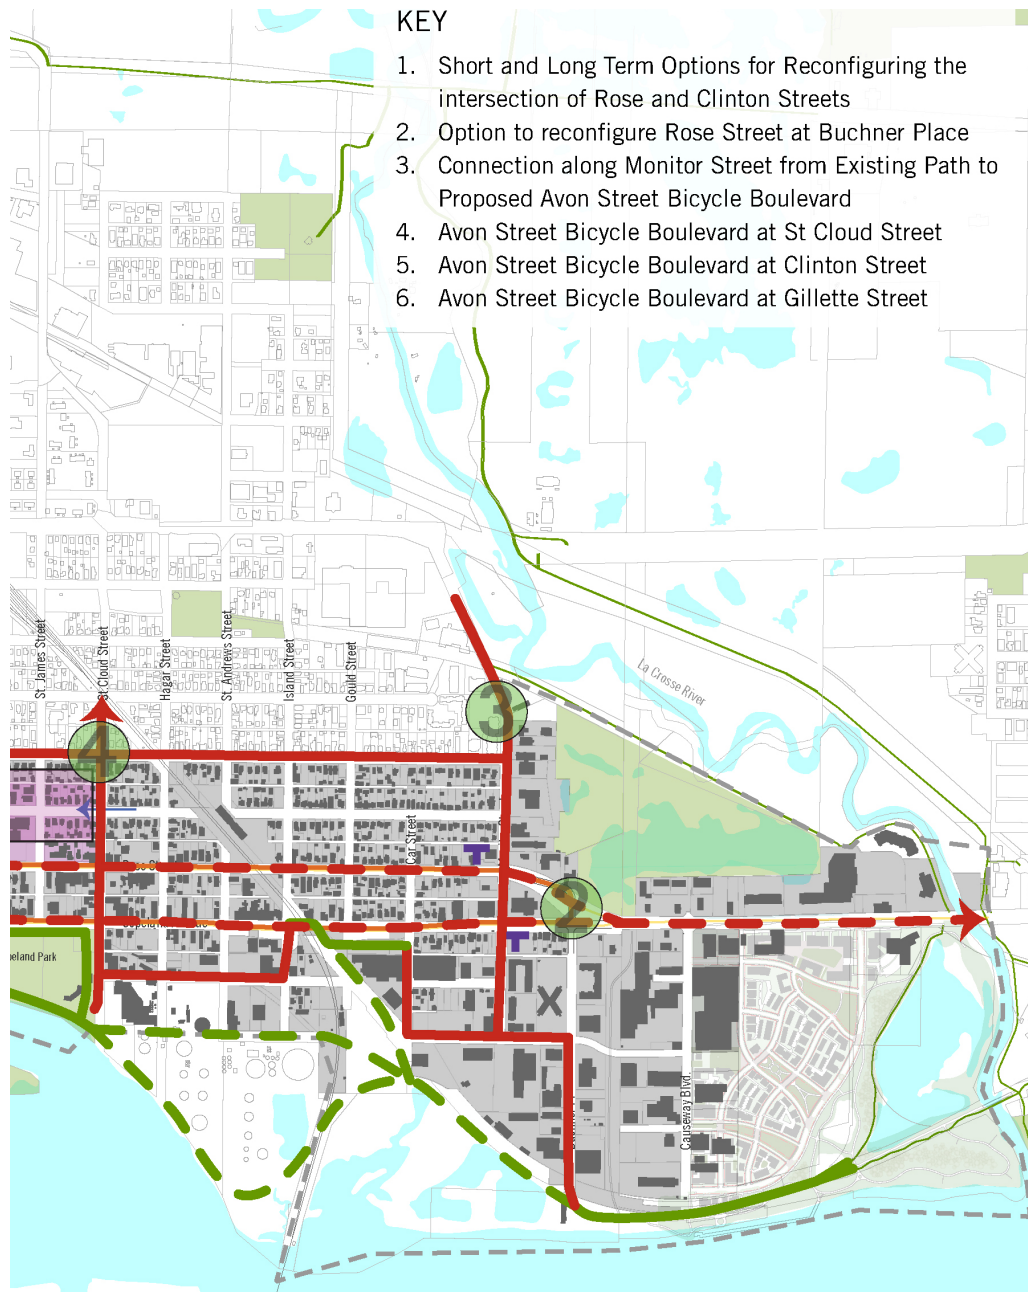 KEY
1. Short and Long Term Options for Reconfiguring the
intersection of Rose and Clinton Streets
2. Option to reconfigure Rose Street at Buchner Place
3. Connection along Monitor Street from Existing Path to
Proposed Avon Street Bicycle Boulevard
4. Avon Street Bicycle Boulevard at St Cloud Street
5. Avon Street Bicycle Boulevard at Clinton Street
6. Avon Street Bicycle Boulevard at Gillette Street
St. James Street
St Cloud Street
Hagar Street
St. Andrews Street
Island Street
Gould Street
La Crosse River
3
4
Car Street
2
eland Park
Causeway Blvd.